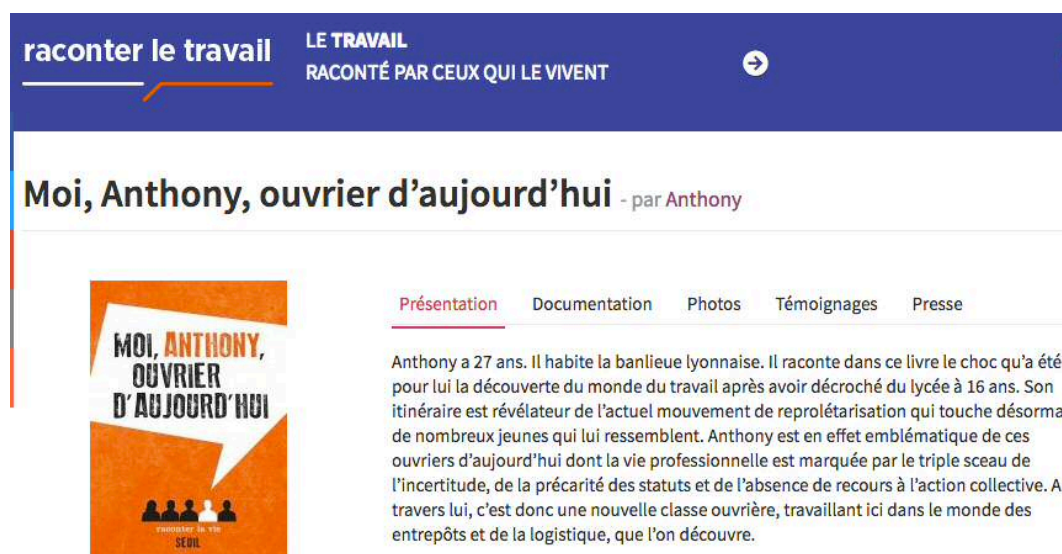 raconter le travail
LE TRAVAIL
RACONTÉ PAR CEUX QUI LE VIVENT
Moi, Anthony, ouvrier d’aujourd’hui - par Anthony
MOI, ANTHONY,
OUVRIER
D'AUJOURD'HUI
raconter la vie
SEUIL
Présentation Documentation Photos Témoignages Presse
Anthony a 27 ans. Il habite la banlieue lyonnaise. Il raconte dans ce livre le choc qu’a été
pour lui la découverte du monde du travail après avoir décroché du lycée à 16 ans. Son
itinéraire est révélateur de l’actuel mouvement de reprolétarisation qui touche désorma
de nombreux jeunes qui lui ressemblent. Anthony est en effet emblématique de ces
ouvriers d’aujourd’hui dont la vie professionnelle est marquée par le triple sceau de
l’incertitude, de la précarité des statuts et de l’absence de recours à l’action collective. A
travers lui, c’est donc une nouvelle classe ouvrière, travaillant ici dans le monde des
entrepôts et de la logistique, que l’on découvre.